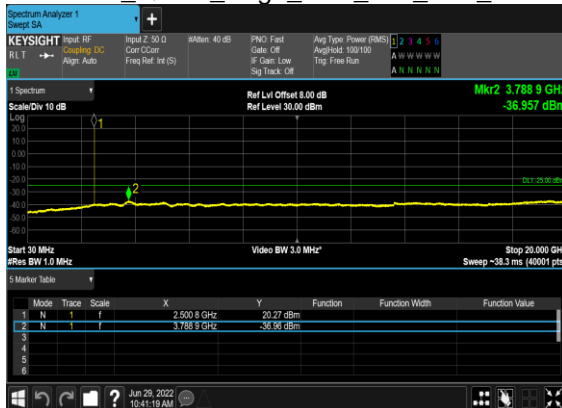 Spectrum Analyzer 1
Swept SA
+
KEYSIGHT Input: RF Input Z: 50 Ω #Atten: 40 dB PNO: Fast Avg Type: Power (RMS) 1 2 3 4 5 6
RLT Coupling: DC Corr CCorr Gate: Off Avg|Hold: 100/100 A W W W W W
Align: Auto Freq Ref: Int (S) IF Gain: Low Trig: Free Run
Sig Track: Off A N N N N N
1 Spectrum Ref Lvl Offset 8.00 dB Mkr2 3.788 9 GHz
Scale/Div 10 dB Ref Level 30.00 dBm -36.957 dBm
Log
20.0
10.0
0.00
-10.0
-20.0
-30.0
-40.0
-50.0
-60.0
1
2
DL1 -25.00 dBm
Start 30 MHz Video BW 3.0 MHz* Stop 20.000 GHz
#Res BW 1.0 MHz Sweep ~38.3 ms (40001 pts)
5 Marker Table
Mode Trace Scale X Y Function Function Width Function Value
1 N 1 f 2.500 8 GHz 20.27 dBm
2 N 1 f 3.788 9 GHz -36.96 dBm
3
4
5
6
? Jun 29, 2022
10:41:19 AM